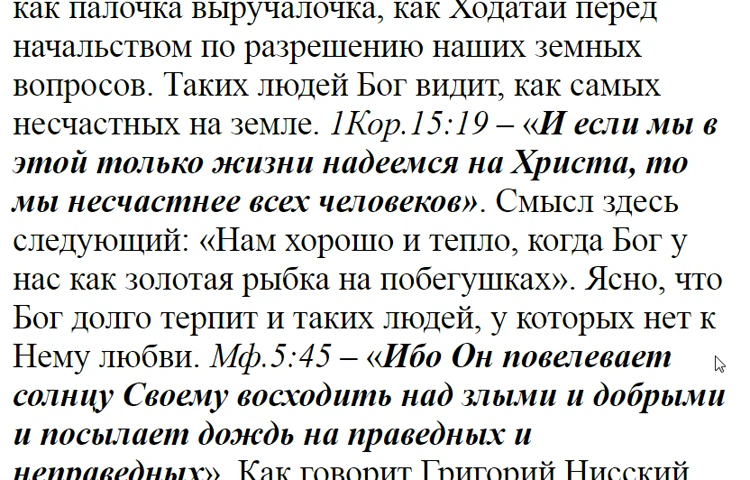 как палочка выручалочка, как Ходатай перед
начальством по разрешению наших земных
вопросов. Таких людей Бог видит, как самых
несчастных на земле. 1Кор.15:19 – «И если мы в
этой только жизни надеемся на Христа, то
мы несчастнее всех человеков». Смысл здесь
следующий: «Нам хорошо и тепло, когда Бог у
нас как золотая рыбка на побегушках». Ясно, что
Бог долго терпит и таких людей, у которых нет к
Нему любви. Мф.5:45 – «Ибо Он повелевает
солнцу Своему восходить над злыми и добрыми
и посылает дождь на праведных и
неправедных». Как говорит Григорий Нисский